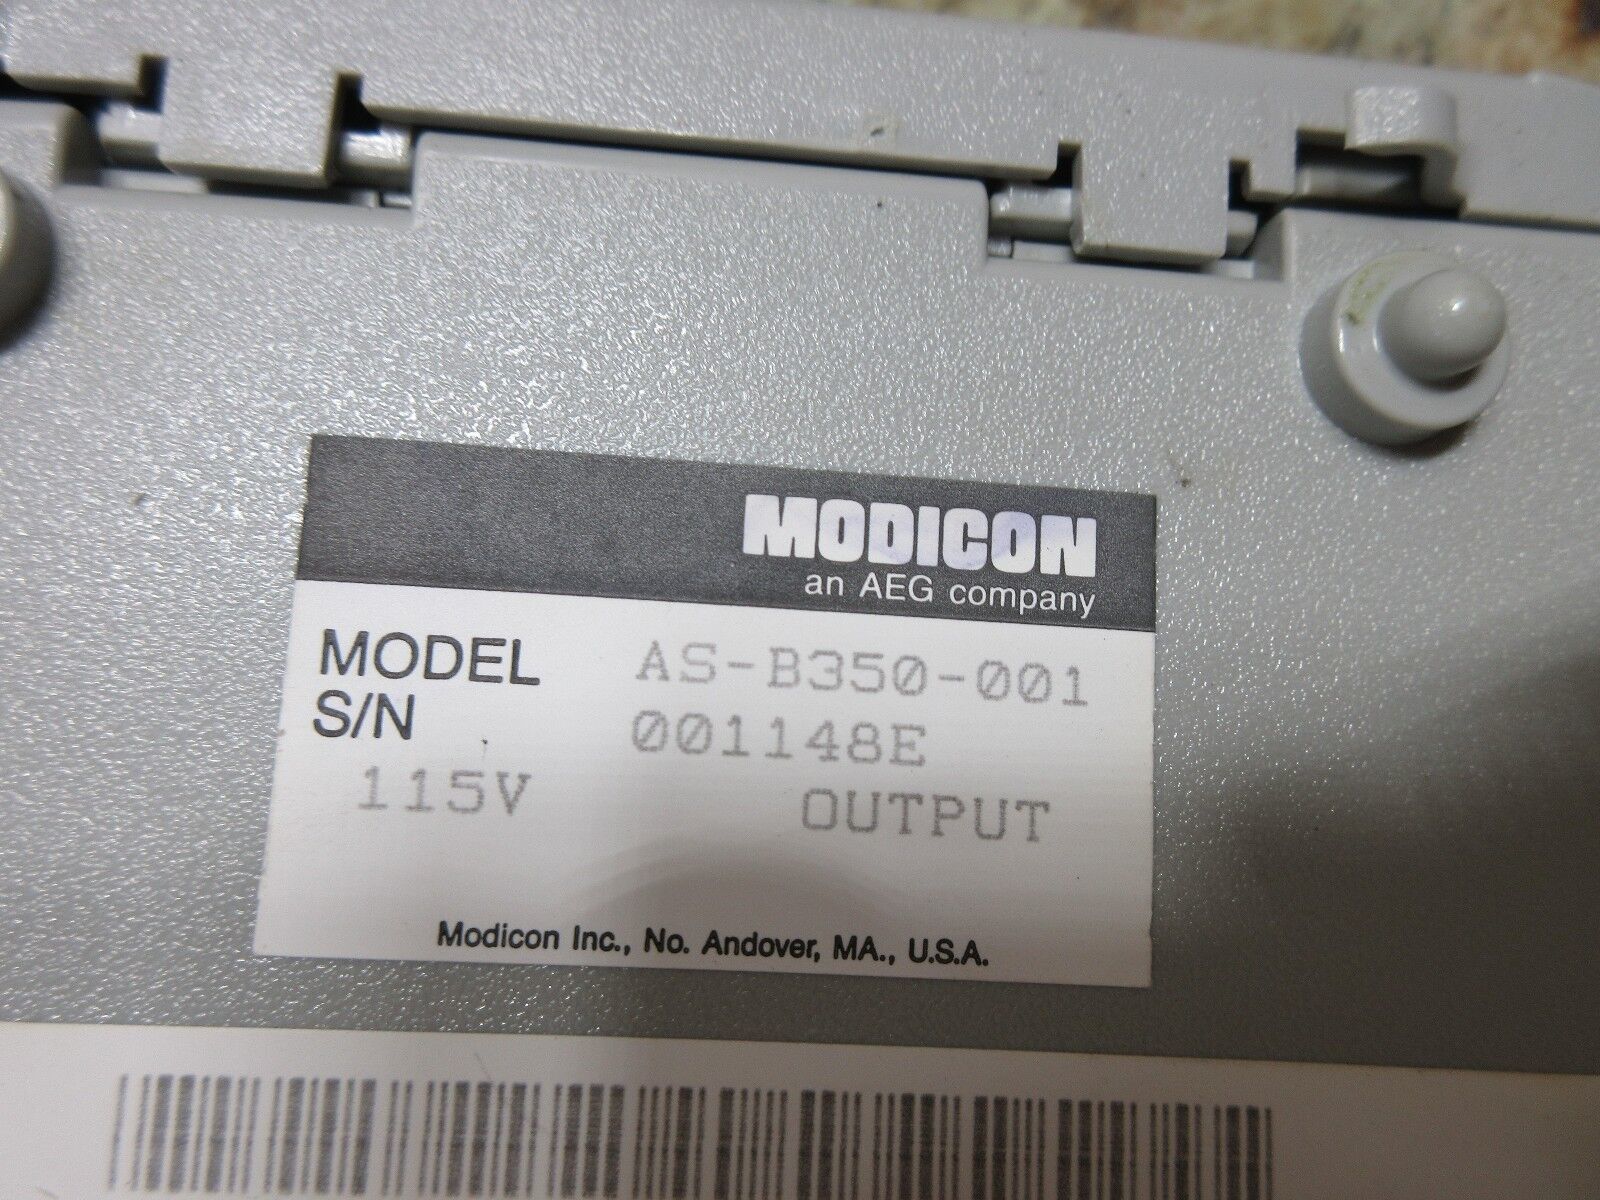 MODICON
an AEG company
MODEL AS-B350-001
S/N 001148E
115V OUTPUT
Modicon Inc., No. Andover, MA., U.S.A.